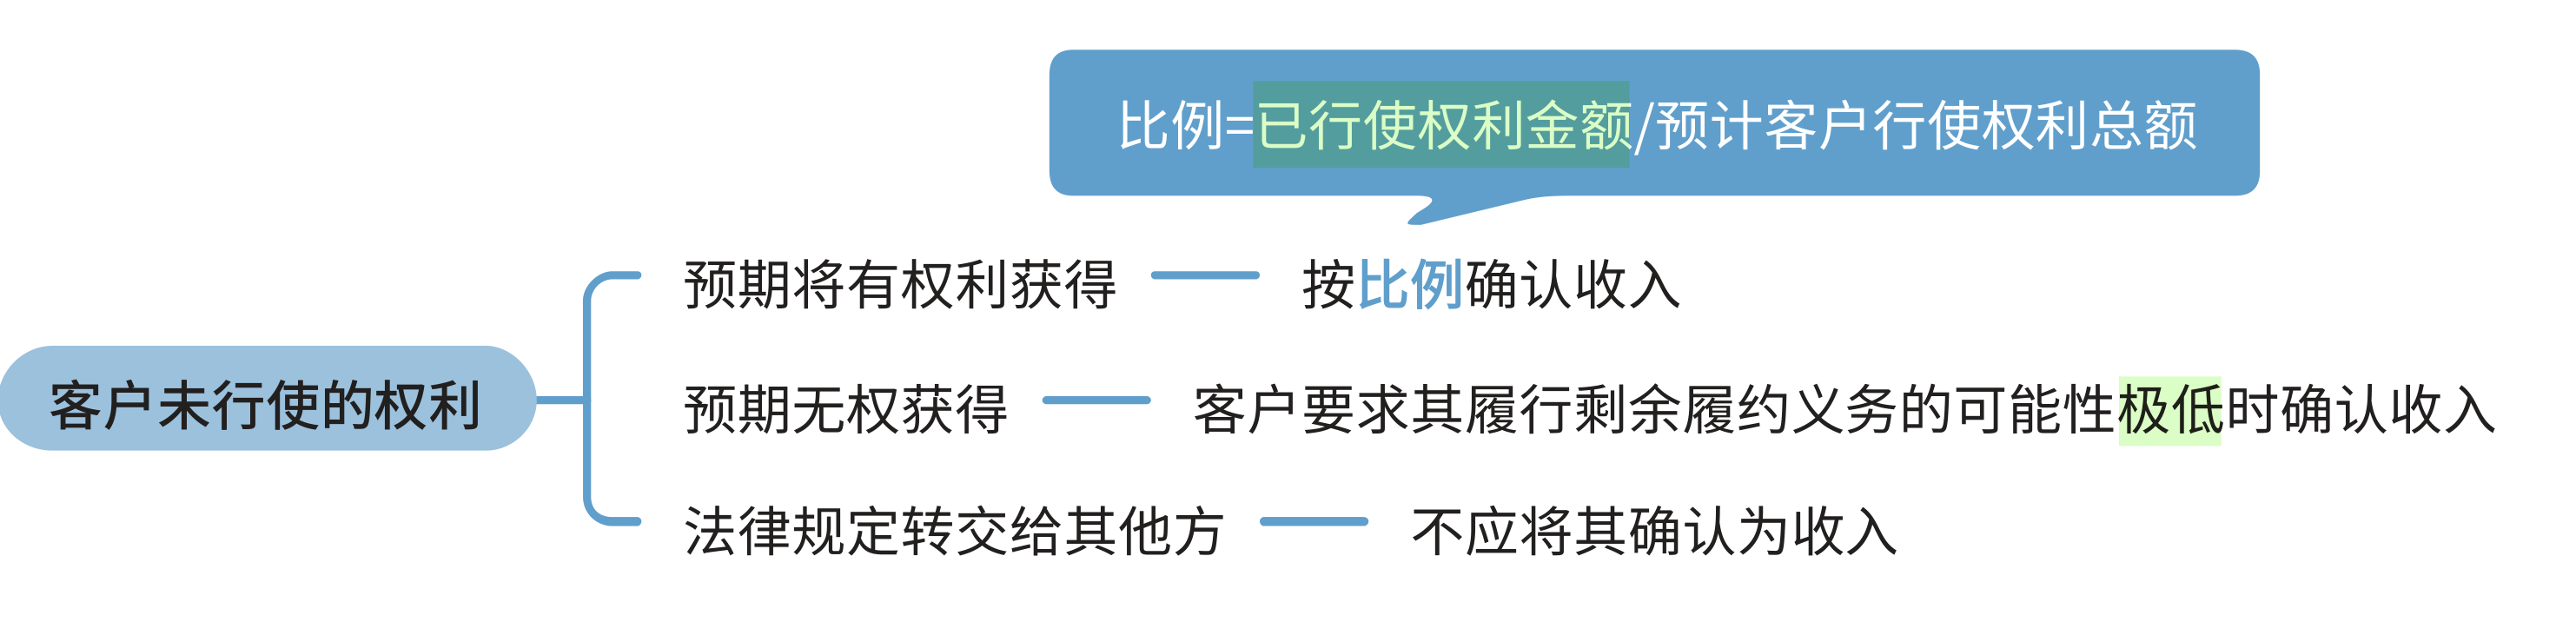 比例=已行使权利金额/预计客户行使权利总额
预期将有权利获得
按比例确认收入
客户未行使的权利
预期无权获得
客户要求其履行剩余履约义务的可能性极低时确认收入
法律规定转交给其他方
不应将其确认为收入